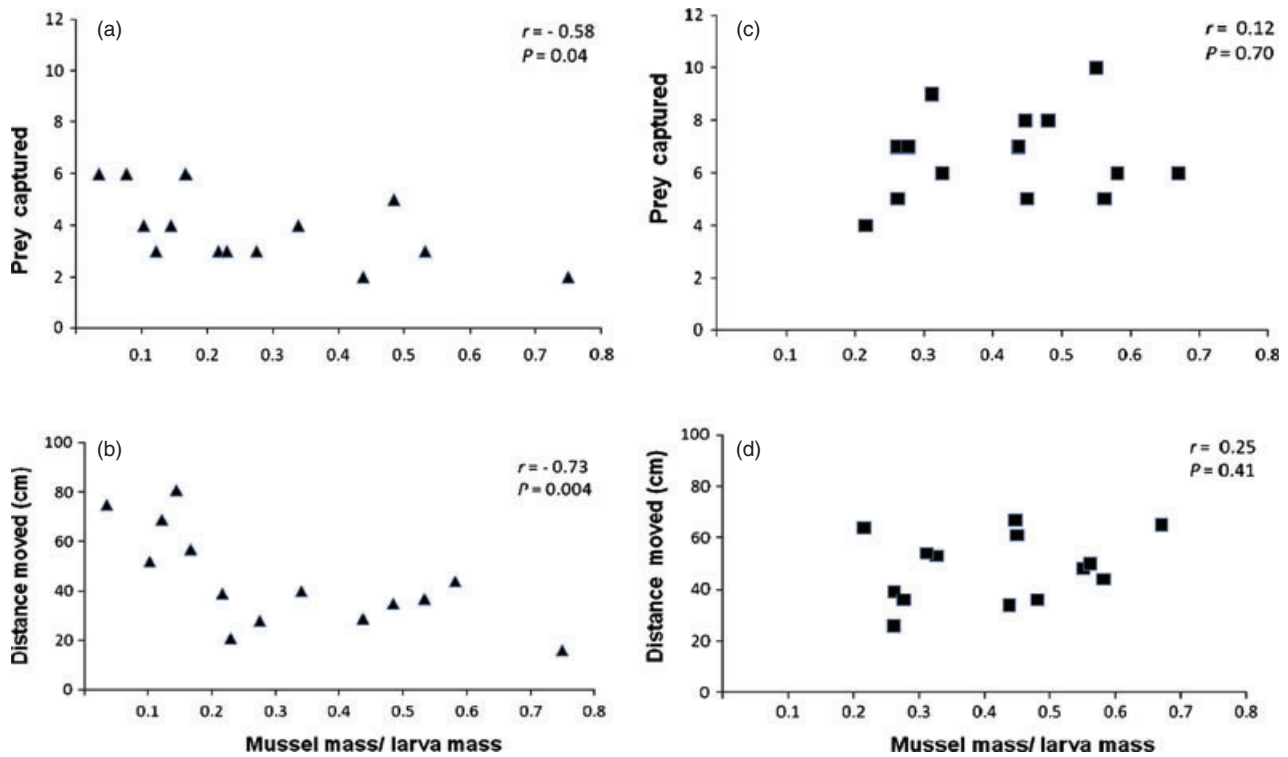 (a)
r = - 0.58
P = 0.04
Prey captured
12
10
8
6
4
2
0
0.1 0.2 0.3 0.4 0.5 0.6 0.7 0.8
(c)
r = 0.12
P = 0.70
Prey captured
12
10
8
6
4
2
0
0.1 0.2 0.3 0.4 0.5 0.6 0.7 0.8
(b)
r = - 0.73
P = 0.004
Distance moved (cm)
100
80
60
40
20
0
0.1 0.2 0.3 0.4 0.5 0.6 0.7 0.8
Mussel mass/ larva mass
(d)
r = 0.25
P = 0.41
Distance moved (cm)
100
80
60
40
20
0
0.1 0.2 0.3 0.4 0.5 0.6 0.7 0.8
Mussel mass/ larva mass